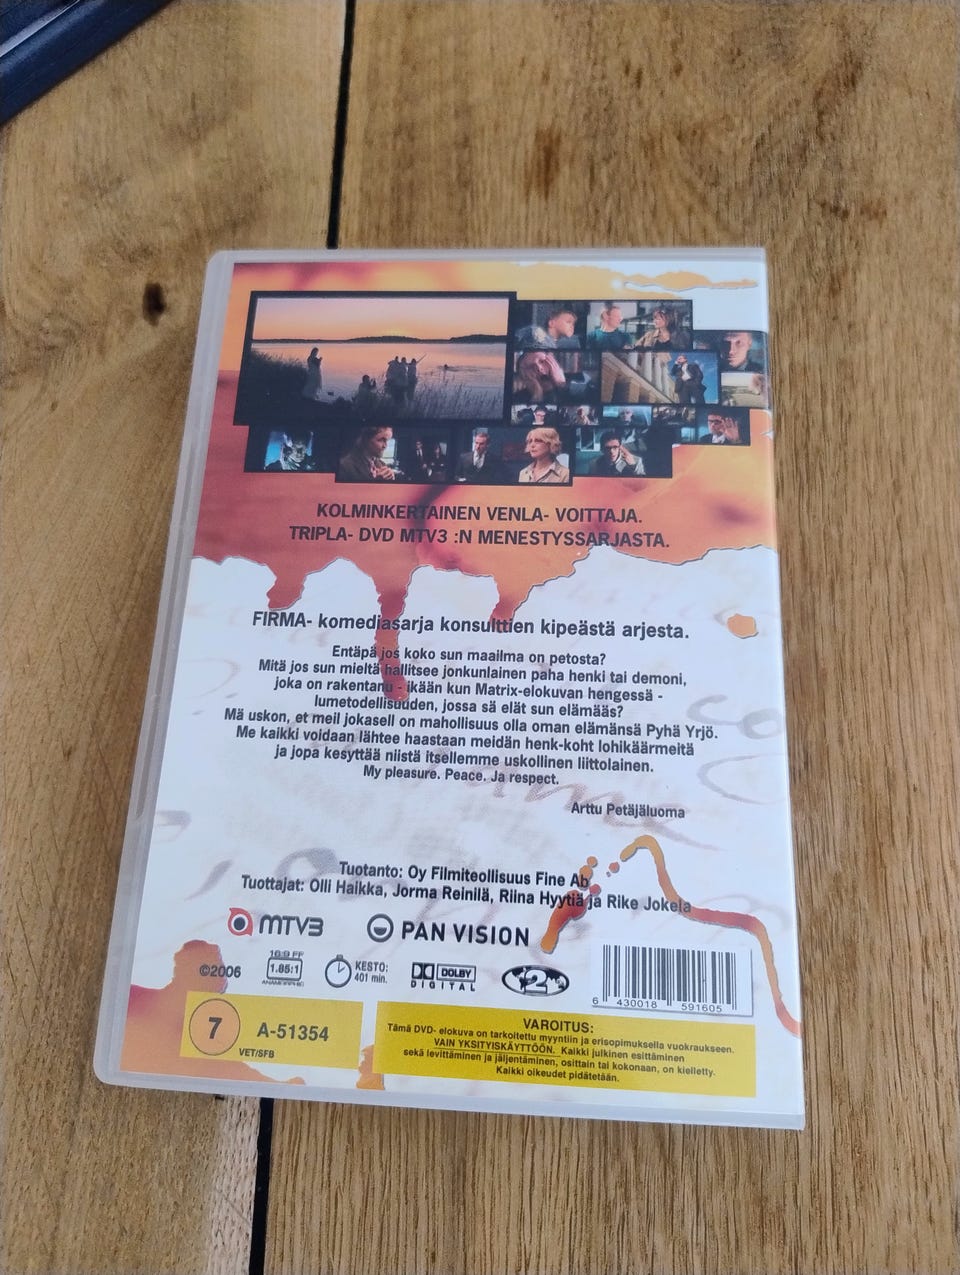 KOLMINKERTAINEN VENLA- VOITTAJA.
TRIPLA- DVD MTV3 :N MENESTYSSARJASTA.
FIRMA- komediasarja konsulttien kipeästä arjesta.
Entäpä jos koko sun maailma on petosta?
Mitä jos sun mieltä hallitsee jonkunlainen paha henki tai demoni,
joka on rakentanu - ikään kun Matrix-elokuvan hengessä -
lumetodellisuuden, jossa sä elät sun elämääs?
Mä uskon, et meil jokasell on mahollisuus olla oman elämänsä Pyhä Yrjö.
Me kaikki voidaan lähtee haastaan meidän henk-koht lohikäärmeitä
ja jopa kesyttää niistä itsellemme uskollinen liittolainen.
My pleasure. Peace. Ja respect.
Arttu Petäjäluoma
Tuotanto: Oy Filmiteollisuus Fine Ab
Tuottajat: Olli Haikka, Jorma Reinilä, Riina Hyytiä ja Rike Jokela
MTV3 PAN VISION
©2006
16:9 FF
1.85:1
ANAMORPHIC
KESTO:
401 min.
DOLBY
DIGITAL
2
6 430018 591605
7 A-51354
VET/SFB
VAROITUS:
Tämä DVD- elokuva on tarkoitettu myyntiin ja erisopimuksella vuokraukseen.
VAIN YKSITYISKÄYTTÖÖN. Kaikki julkinen esittäminen
sekä levittäminen ja jäljentäminen, osittain tai kokonaan, on kielletty.
Kaikki oikeudet pidätetään.